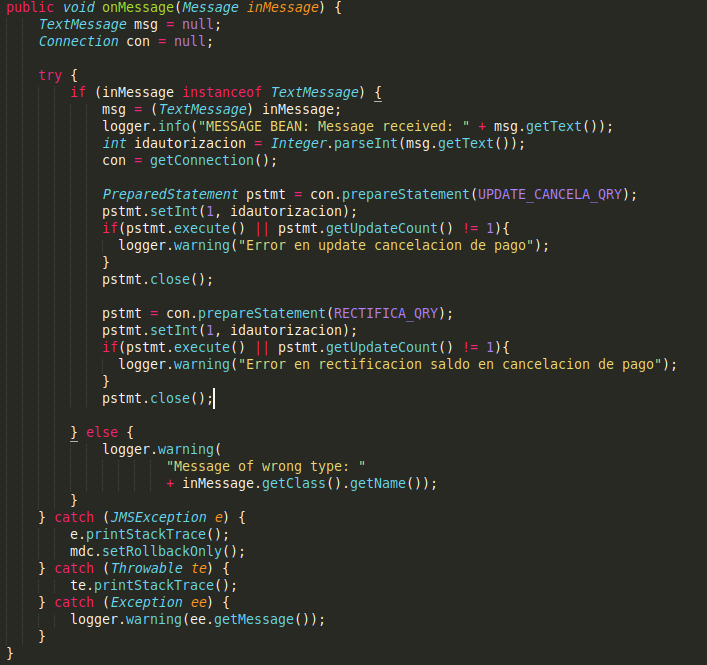 public void onMessage(Message inMessage) {
    TextMessage msg = null;
    Connection con = null;

    try {
        if (inMessage instanceof TextMessage) {
            msg = (TextMessage) inMessage;
            logger.info("MESSAGE BEAN: Message received: " + msg.getText());
            int idautorizacion = Integer.parseInt(msg.getText());
            con = getConnection();

            PreparedStatement pstmt = con.prepareStatement(UPDATE_CANCELA_QRY);
            pstmt.setInt(1, idautorizacion);
            if(pstmt.execute() || pstmt.getUpdateCount() != 1){
              logger.warning("Error en update cancelacion de pago");
            }
            pstmt.close();

            pstmt = con.prepareStatement(RECTIFICA_QRY);
            pstmt.setInt(1, idautorizacion);
            if(pstmt.execute() || pstmt.getUpdateCount() != 1){
              logger.warning("Error en rectificacion saldo en cancelacion de pago");
            }
            pstmt.close();

        } else {
            logger.warning(
                    "Message of wrong type: "
                    + inMessage.getClass().getName());
        }
    } catch (JMSException e) {
        e.printStackTrace();
        mdc.setRollbackOnly();
    } catch (Throwable te) {
        te.printStackTrace();
    } catch (Exception ee) {
        logger.warning(ee.getMessage());
    }
}